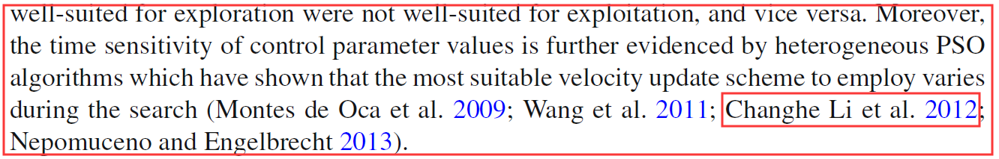 well-suited for exploration were not well-suited for exploitation, and vice versa. Moreover,
the time sensitivity of control parameter values is further evidenced by heterogeneous PSO
algorithms which have shown that the most suitable velocity update scheme to employ varies
during the search (Montes de Oca et al. 2009; Wang et al. 2011; Changhe Li et al. 2012;
Nepomuceno and Engelbrecht 2013).